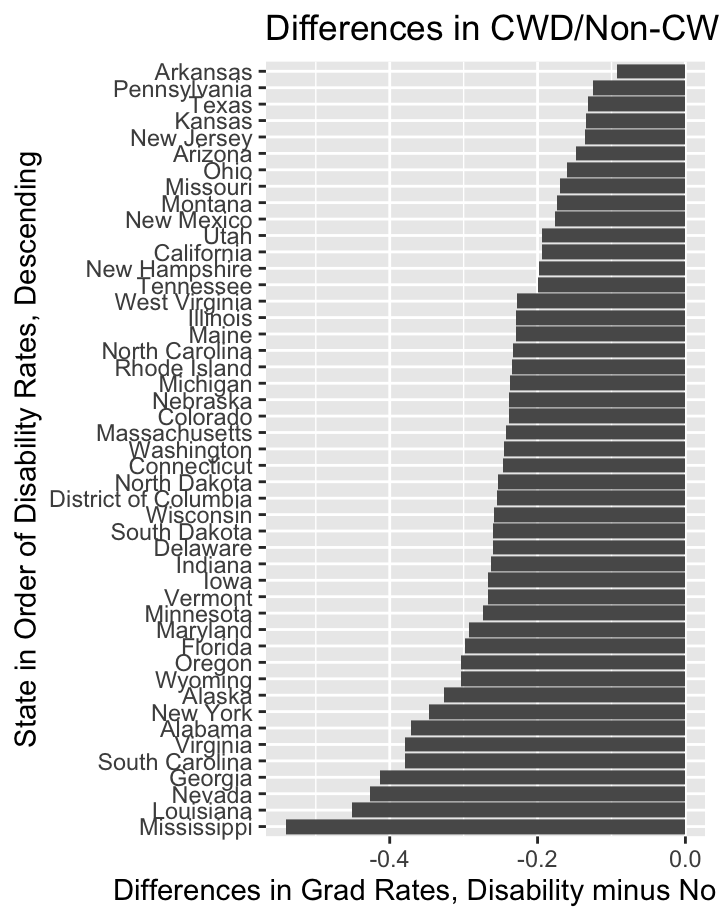 Differences in CWD/Non-CW
State in Order of Disability Rates, Descending
Arkansas
Pennsylvania
Texas
Kansas
New Jersey
Arizona
Ohio
Missouri
Montana
New Mexico
Utah
California
New Hampshire
Tennessee
West Virginia
Illinois
Maine
North Carolina
Rhode Island
Michigan
Nebraska
Colorado
Massachusetts
Washington
Connecticut
North Dakota
District of Columbia
Wisconsin
South Dakota
Delaware
Indiana
Iowa
Vermont
Minnesota
Maryland
Florida
Oregon
Wyoming
Alaska
New York
Alabama
Virginia
South Carolina
Georgia
Nevada
Louisiana
Mississippi
-0.4 -0.2 0.0
Differences in Grad Rates, Disability minus No